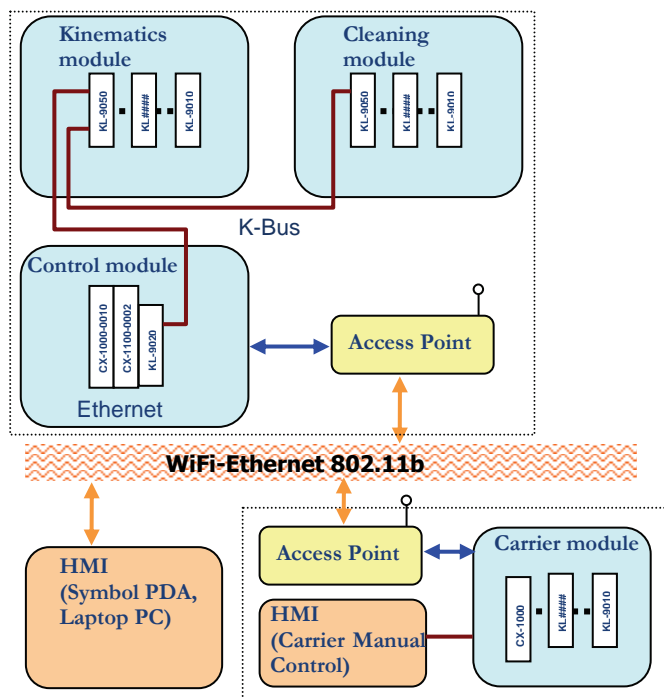 Kinematics
module
KL-9050
KL####
KL-9010
Cleaning
module
KL-9050
KL####
KL-9010
K-Bus
Control module
CX-1000-0010
CX-1100-0002
KL-9020
Ethernet
Access Point
WiFi-Ethernet 802.11b
HMI
(Symbol PDA,
Laptop PC)
Access Point
HMI
(Carrier Manual
Control)
Carrier module
CX-1000
KL####
KL-9010